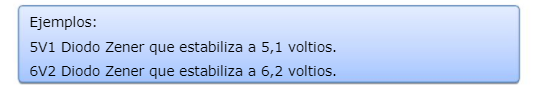 Ejemplos:
5V1 Diodo Zener que estabiliza a 5,1 voltios.
6V2 Diodo Zener que estabiliza a 6,2 voltios.